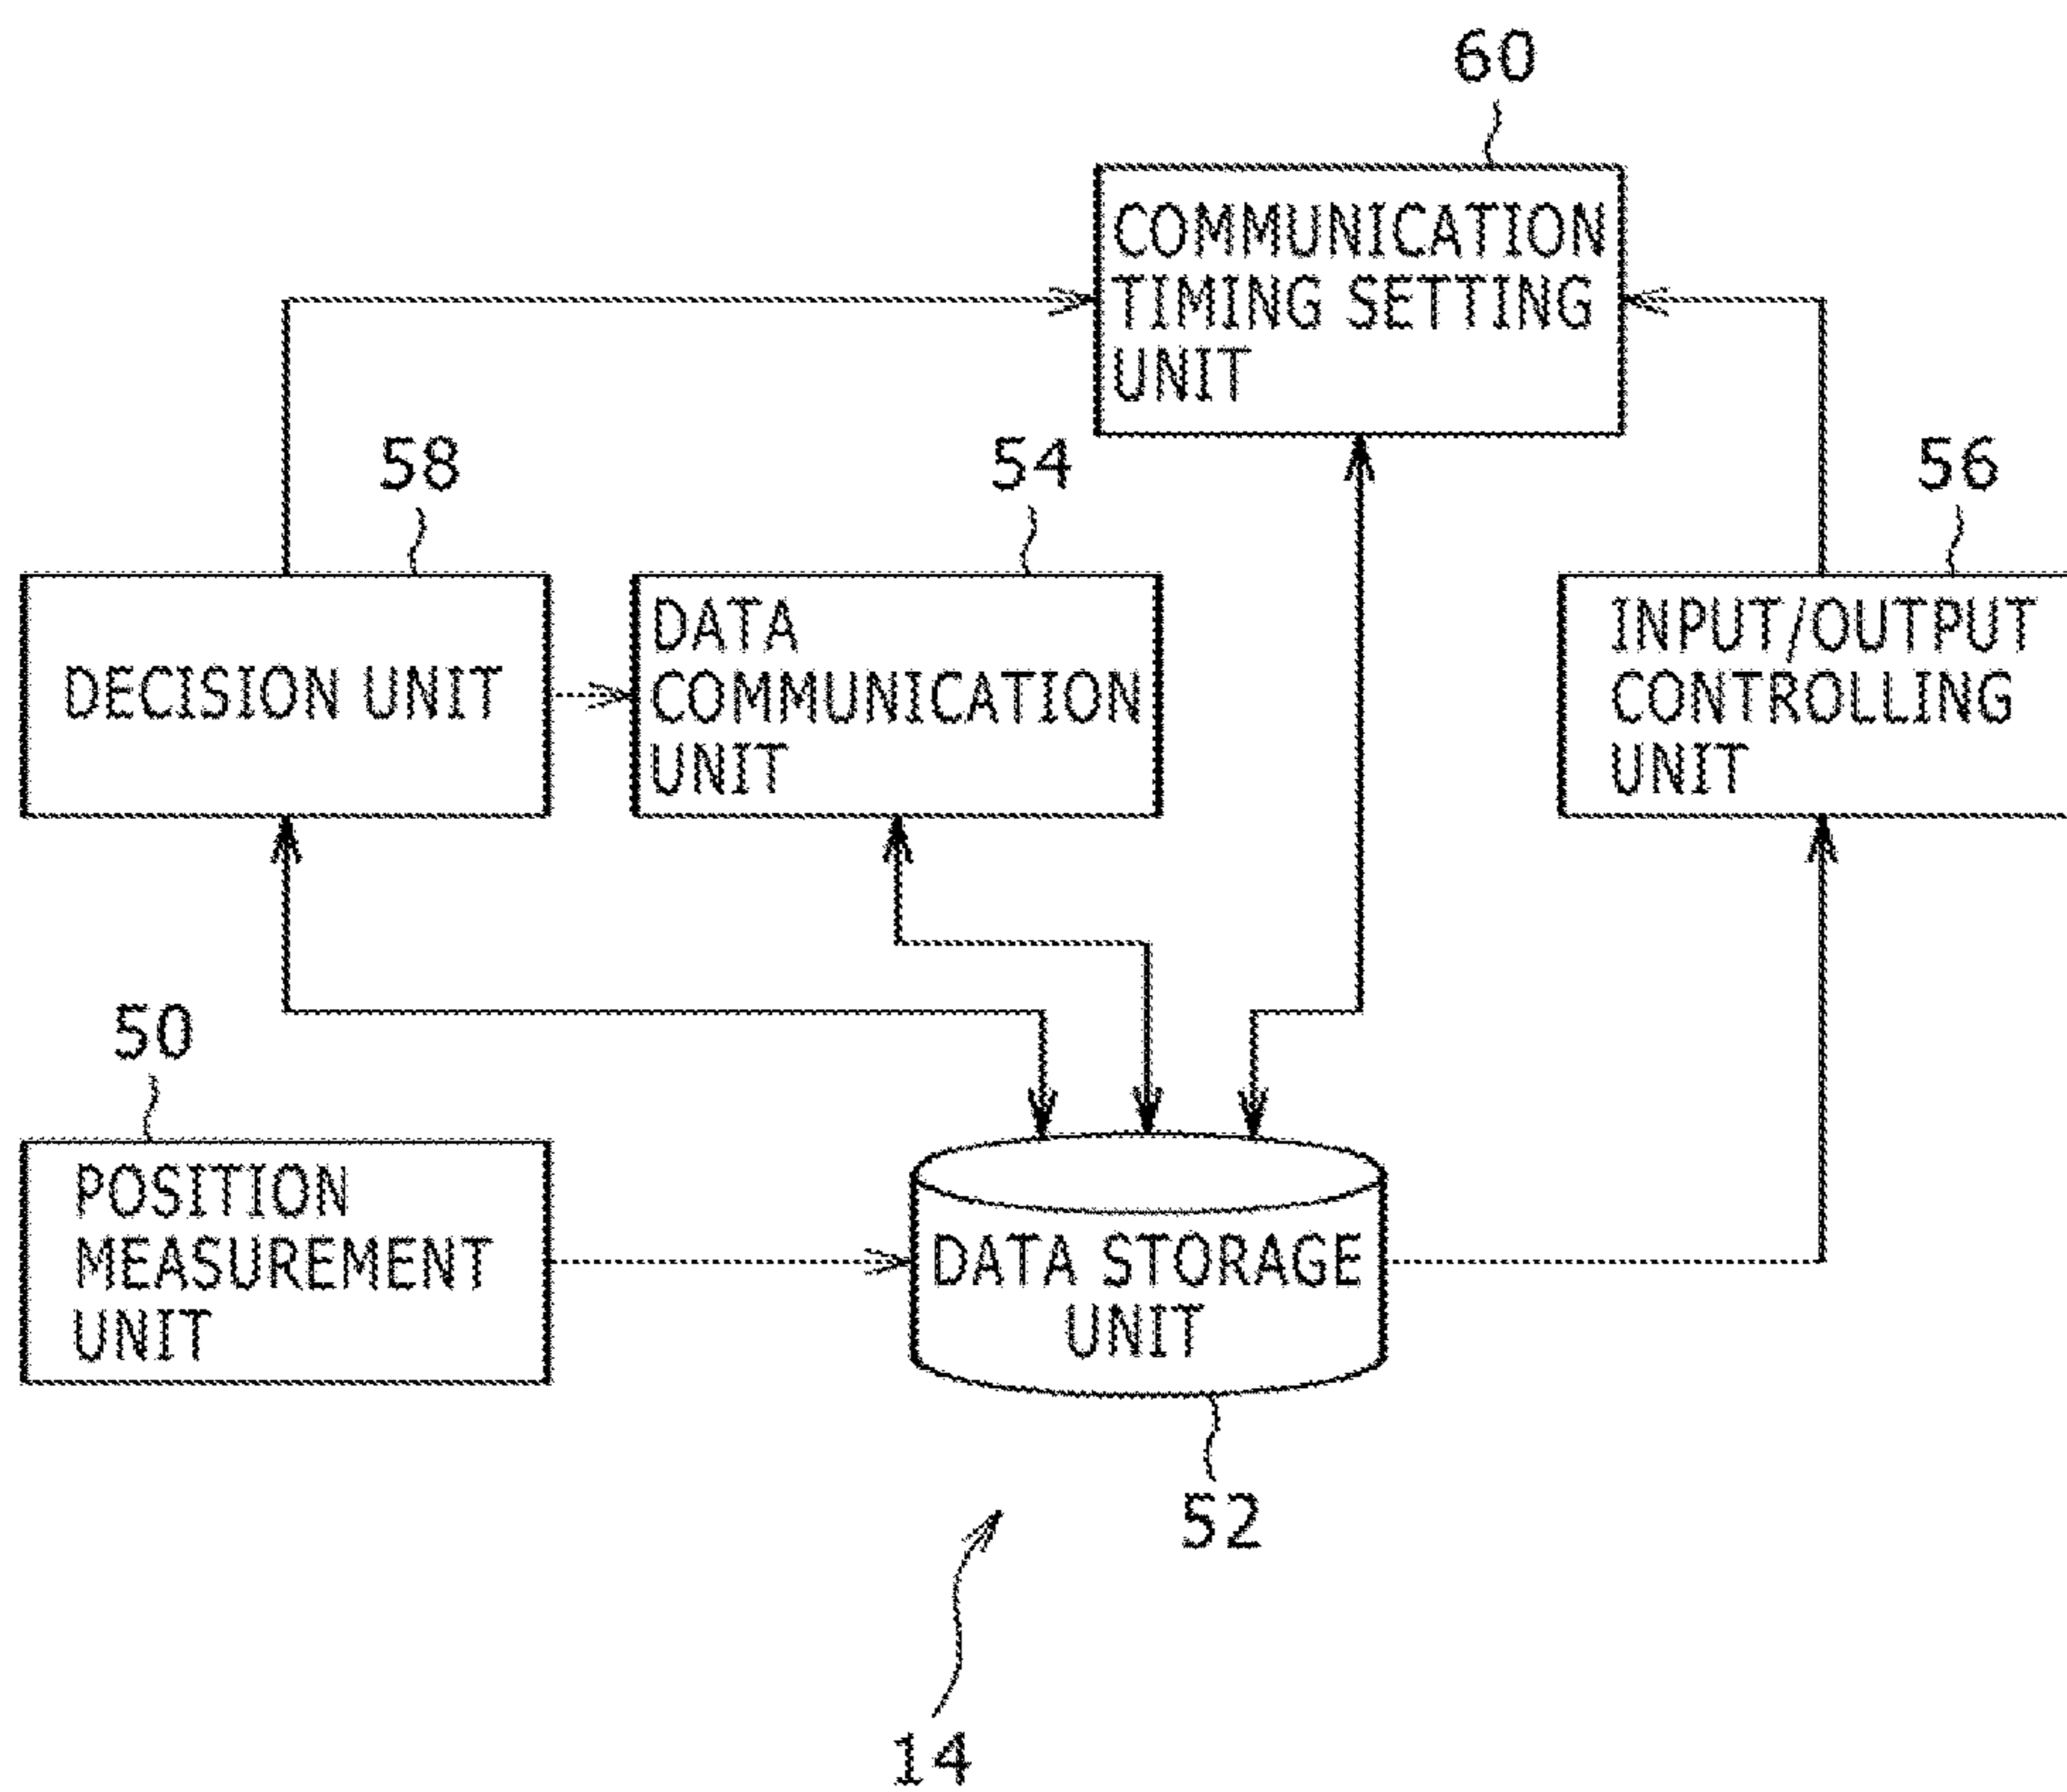 60
COMMUNICATION
TIMING SETTING
UNIT
58
54
56
DECISION UNIT
DATA
COMMUNICATION
UNIT
INPUT/OUTPUT
CONTROLLING
UNIT
50
POSITION
MEASUREMENT
UNIT
DATA STORAGE
UNIT
52
14